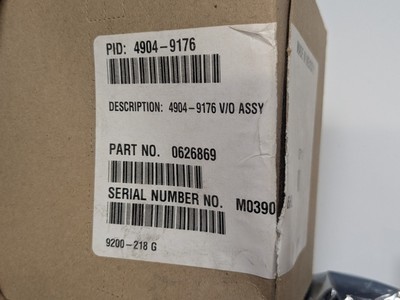 PID: 4904-9176
DESCRIPTION: 4904-9176 V/O ASSY
PART NO. 0626869
SERIAL NUMBER NO. M0390
9200-218 G